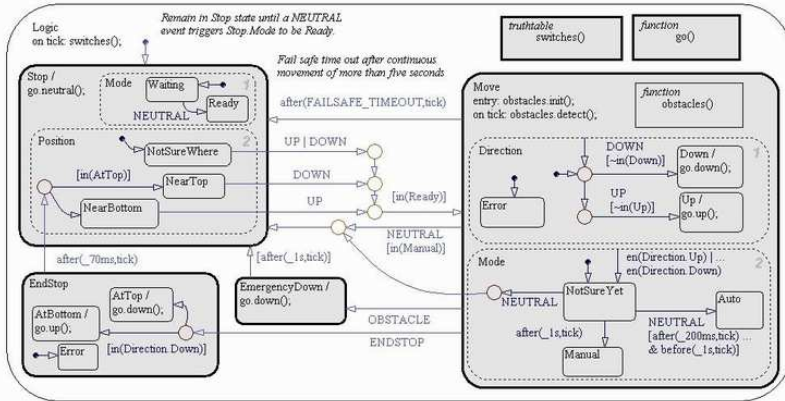 Logic
on tick: switches();
Remain in Stop state until a NEUTRAL
event triggers Stop.Mode to be Ready.
truthtable
switches()
function
go()
Fail safe time out after continuous
movement of more than five seconds
Stop /
go.neutral();
Mode
1
Waiting
NEUTRAL
Ready
Position
2
NotSureWhere
[in(AtTop)]
NearTop
NearBottom
after(FAILSAFE_TIMEOUT,tick)
UP | DOWN
DOWN
UP
[in(Ready)]
NEUTRAL
[in(Manual)]
Move
entry: obstacles.init();
on tick: obstacles.detect();
function
obstacles()
Direction
1
DOWN
[~in(Down)]
Down /
go.down();
UP
[~in(Up)]
Up /
go.up();
Error
Mode
2
en(Direction.Up) | ...
en(Direction.Down)
NotSureYet
NEUTRAL
Auto
after(_1s,tick)
NEUTRAL
[after(_200ms,tick) ...
& before(_1s,tick)]
Manual
after(_70ms,tick)
[after(_1s,tick)]
EmergencyDown /
go.down();
OBSTACLE
ENDSTOP
EndStop
AtTop /
go.down();
AtBottom /
go.up();
Error
[in(Direction.Down)]